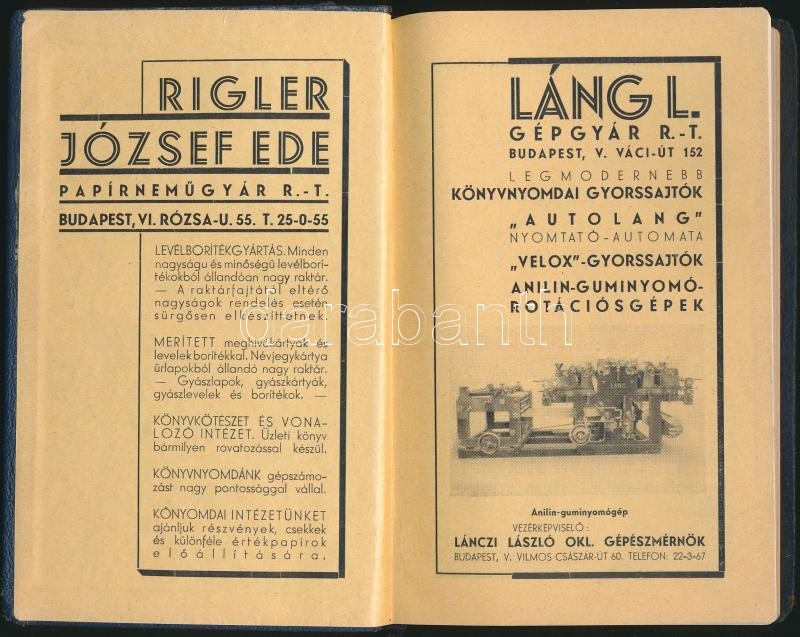 RIGLER
JÓZSEF EDE
PAPÍRNEMŰGYÁR R.-T.
BUDAPEST, VI. RÓZSA-U. 55. T. 25-0-55
LEVÉLBORÍTÉKGYÁRTÁS. Minden
nagyságu és minőségű levélborí-
tékokból állandóan nagy raktár.
— A raktárfajtától eltérő
nagyságok rendelés esetén
sürgősen elkészíttetnek.
MERÍTETT meghívókártyák és
levelek borítékkal. Névjegykártya
űrlapokból állandó nagy raktár.
— Gyászlapok, gyászkártyák,
gyászlevelek és borítékok. —
KÖNYVKÖTÉSZET ÉS VONA-
LOZÓ INTÉZET. Üzleti könyv
bármilyen rovatozással készül.
KÖNYVNYOMDÁNK gépszámo-
zást nagy pontossággal vállal.
KŐNYOMDAI INTÉZETÜNKET
ajánljuk részvények, csekkek
és különféle értékpapírok
előállítására.
LÁNG L.
GÉPGYÁR R.-T.
BUDAPEST, V. VÁCI-ÚT 152
LEGMODERNEBB
KÖNYVNYOMDAI GYORSSAJTÓK
„AUTOLANG"
NYOMTATÓ-AUTOMATA
„VELOX"-GYORSSAJTÓK
ANILIN-GUMINYOMÓ-
ROTÁCIÓSGÉPEK
LÁNG
Anilin-guminyomógép
VEZÉRKÉPVISELŐ:
LÁNCZI LÁSZLÓ OKL. GÉPÉSZMÉRNÖK
BUDAPEST, V. VILMOS CSÁSZÁR-ÚT 60. TELEFON: 22-3-67
darabanth